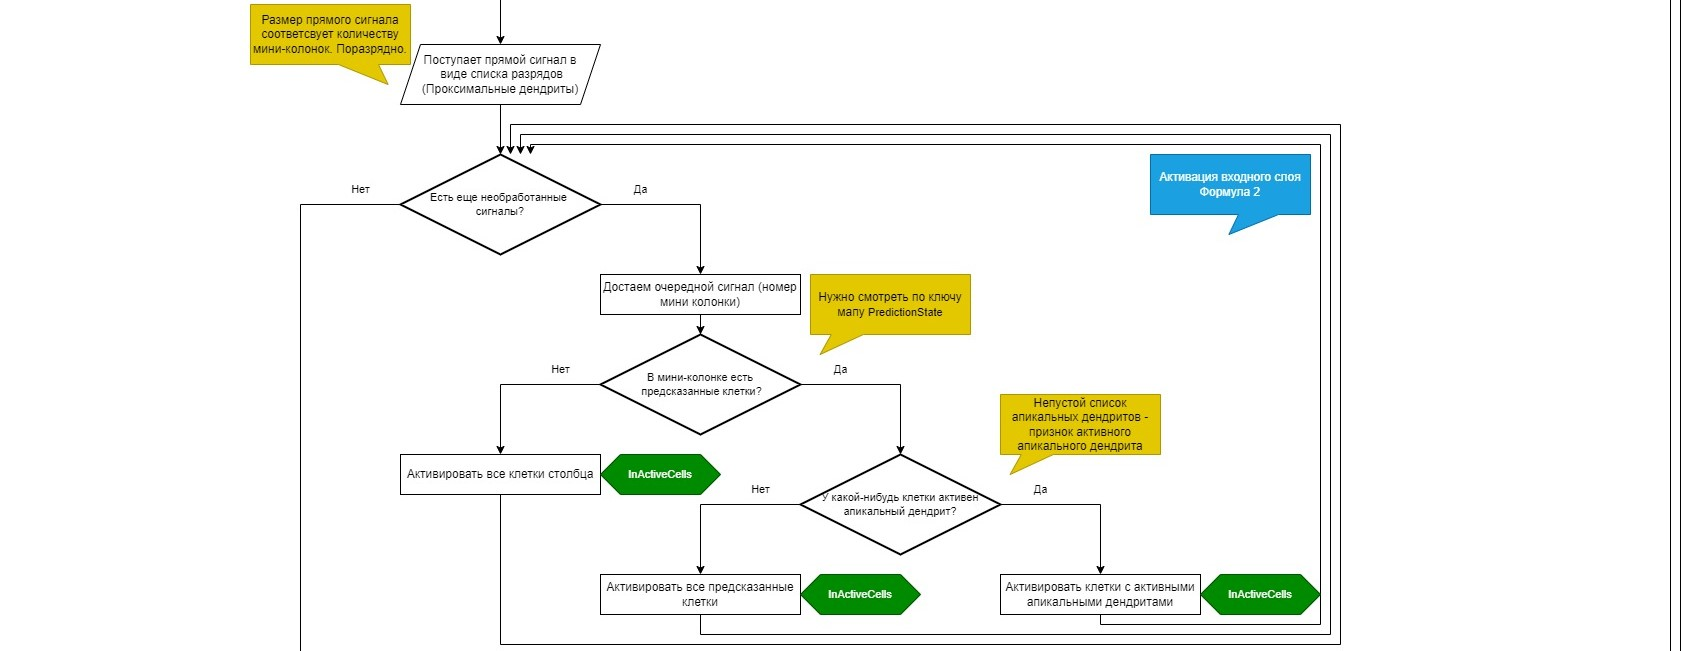 Размер прямого сигнала
соответсвует количеству
мини-колонок. Поразрядно.
Поступает прямой сигнал в
виде списка разрядов
(Проксимальные дендриты)
Активация входного слоя
Формула 2
Нет
Есть еще необработанные
сигналы?
Да
Достаем очередной сигнал (номер
мини колонки)
Нужно смотреть по ключу
мапу PredictionState
Нет
В мини-колонке есть
предсказанные клетки?
Да
Непустой список
апикальных дендритов -
признок активного
апикального дендрита
Активировать все клетки столбца
InActiveCells
Нет
У какой-нибудь клетки активен
апикальный дендрит?
Да
Активировать все предсказанные
клетки
InActiveCells
Активировать клетки с активными
апикальными дендритами
InActiveCells